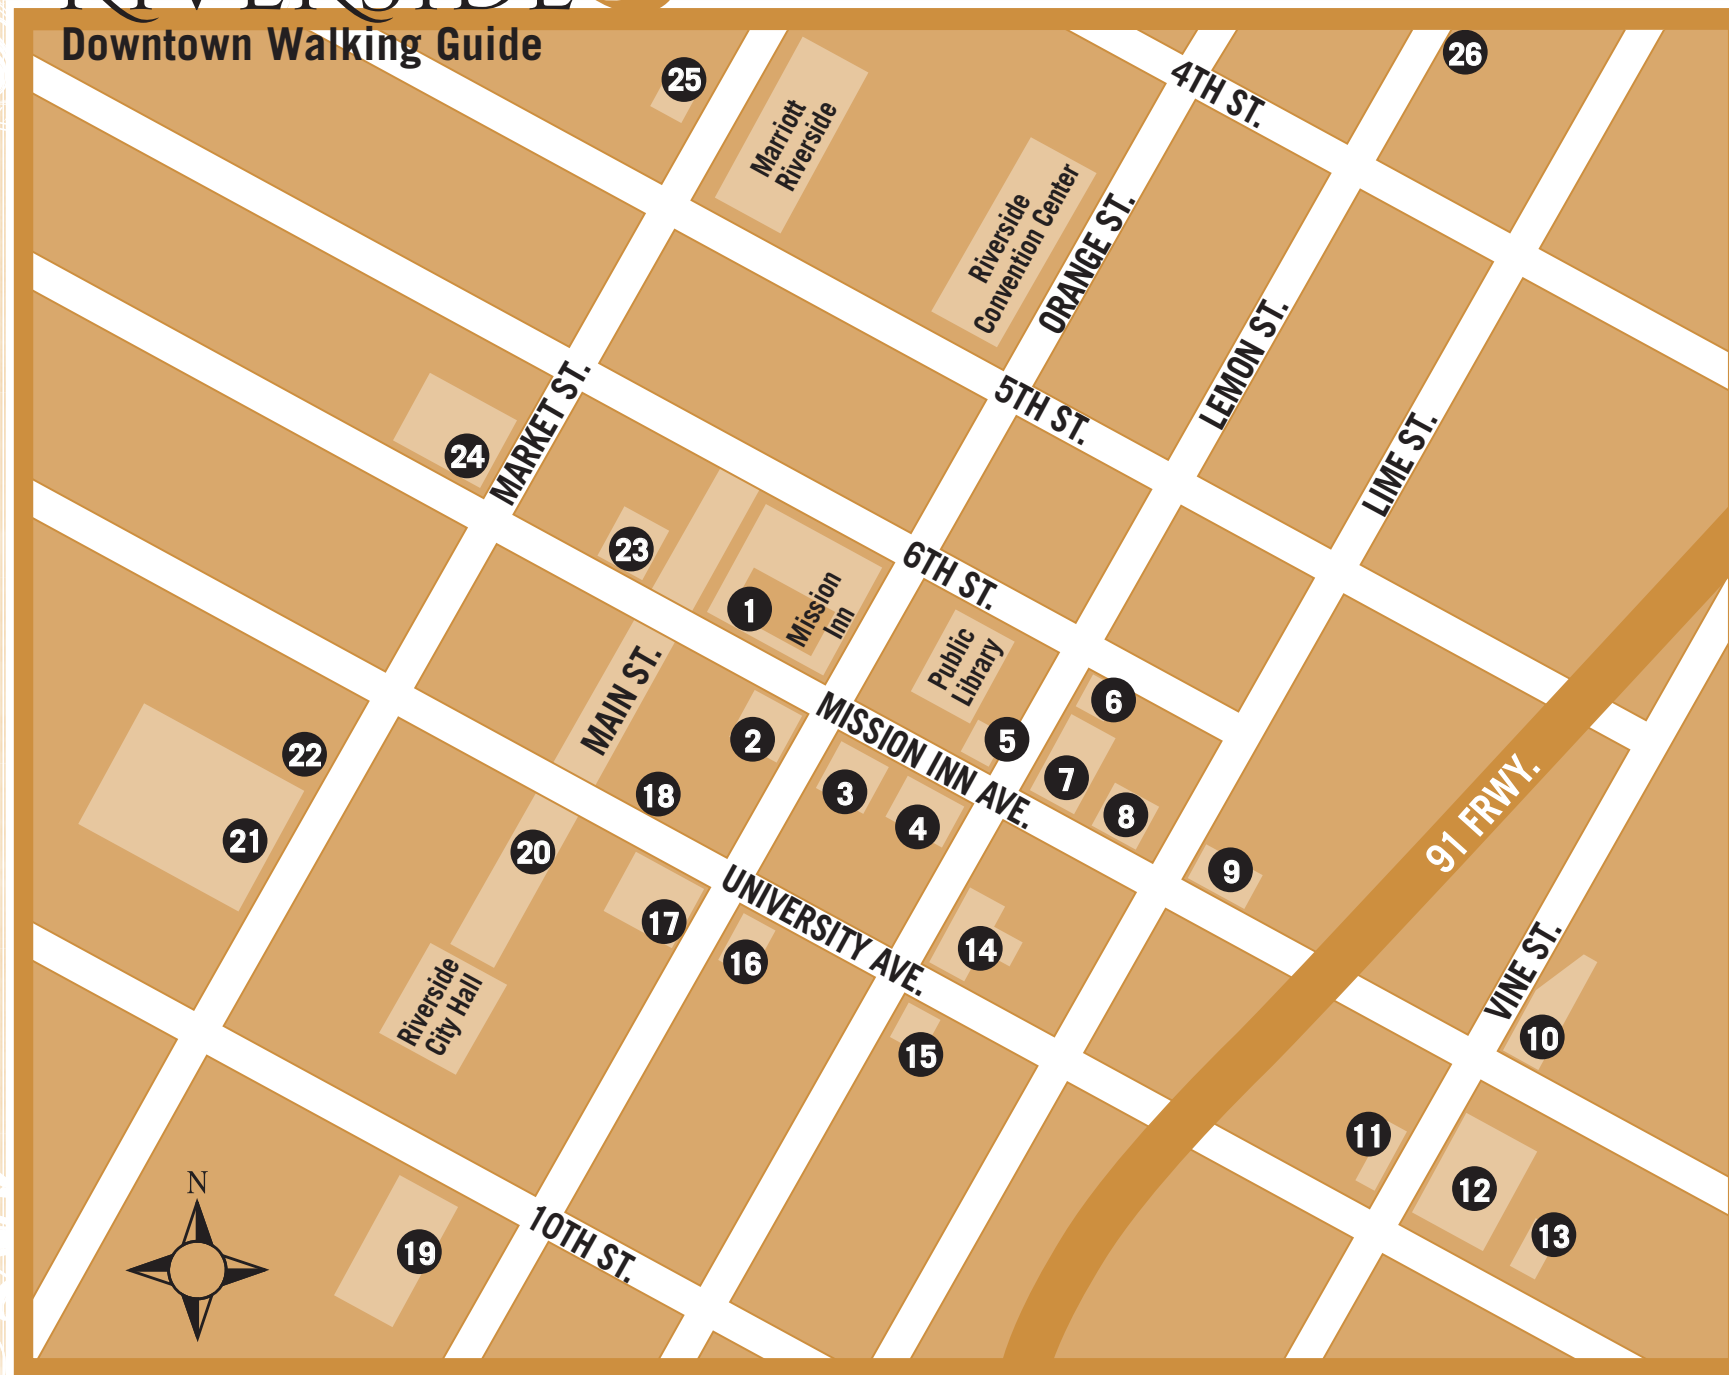 RIVERSIDE
Downtown Walking Guide
25
26
Marriott
Riverside
4TH ST.
Riverside
Convention Center
ORANGE ST.
LEMON ST.
5TH ST.
MARKET ST.
LIME ST.
24
23
6TH ST.
1
Mission
Inn
Public
Library
MAIN ST.
6
MISSION INN AVE.
2
5
22
7
3
18
8
4
91 FRWY.
21
20
9
UNIVERSITY AVE.
17
14
16
VINE ST.
Riverside
City Hall
10
15
11
12
N
13
10TH ST.
19